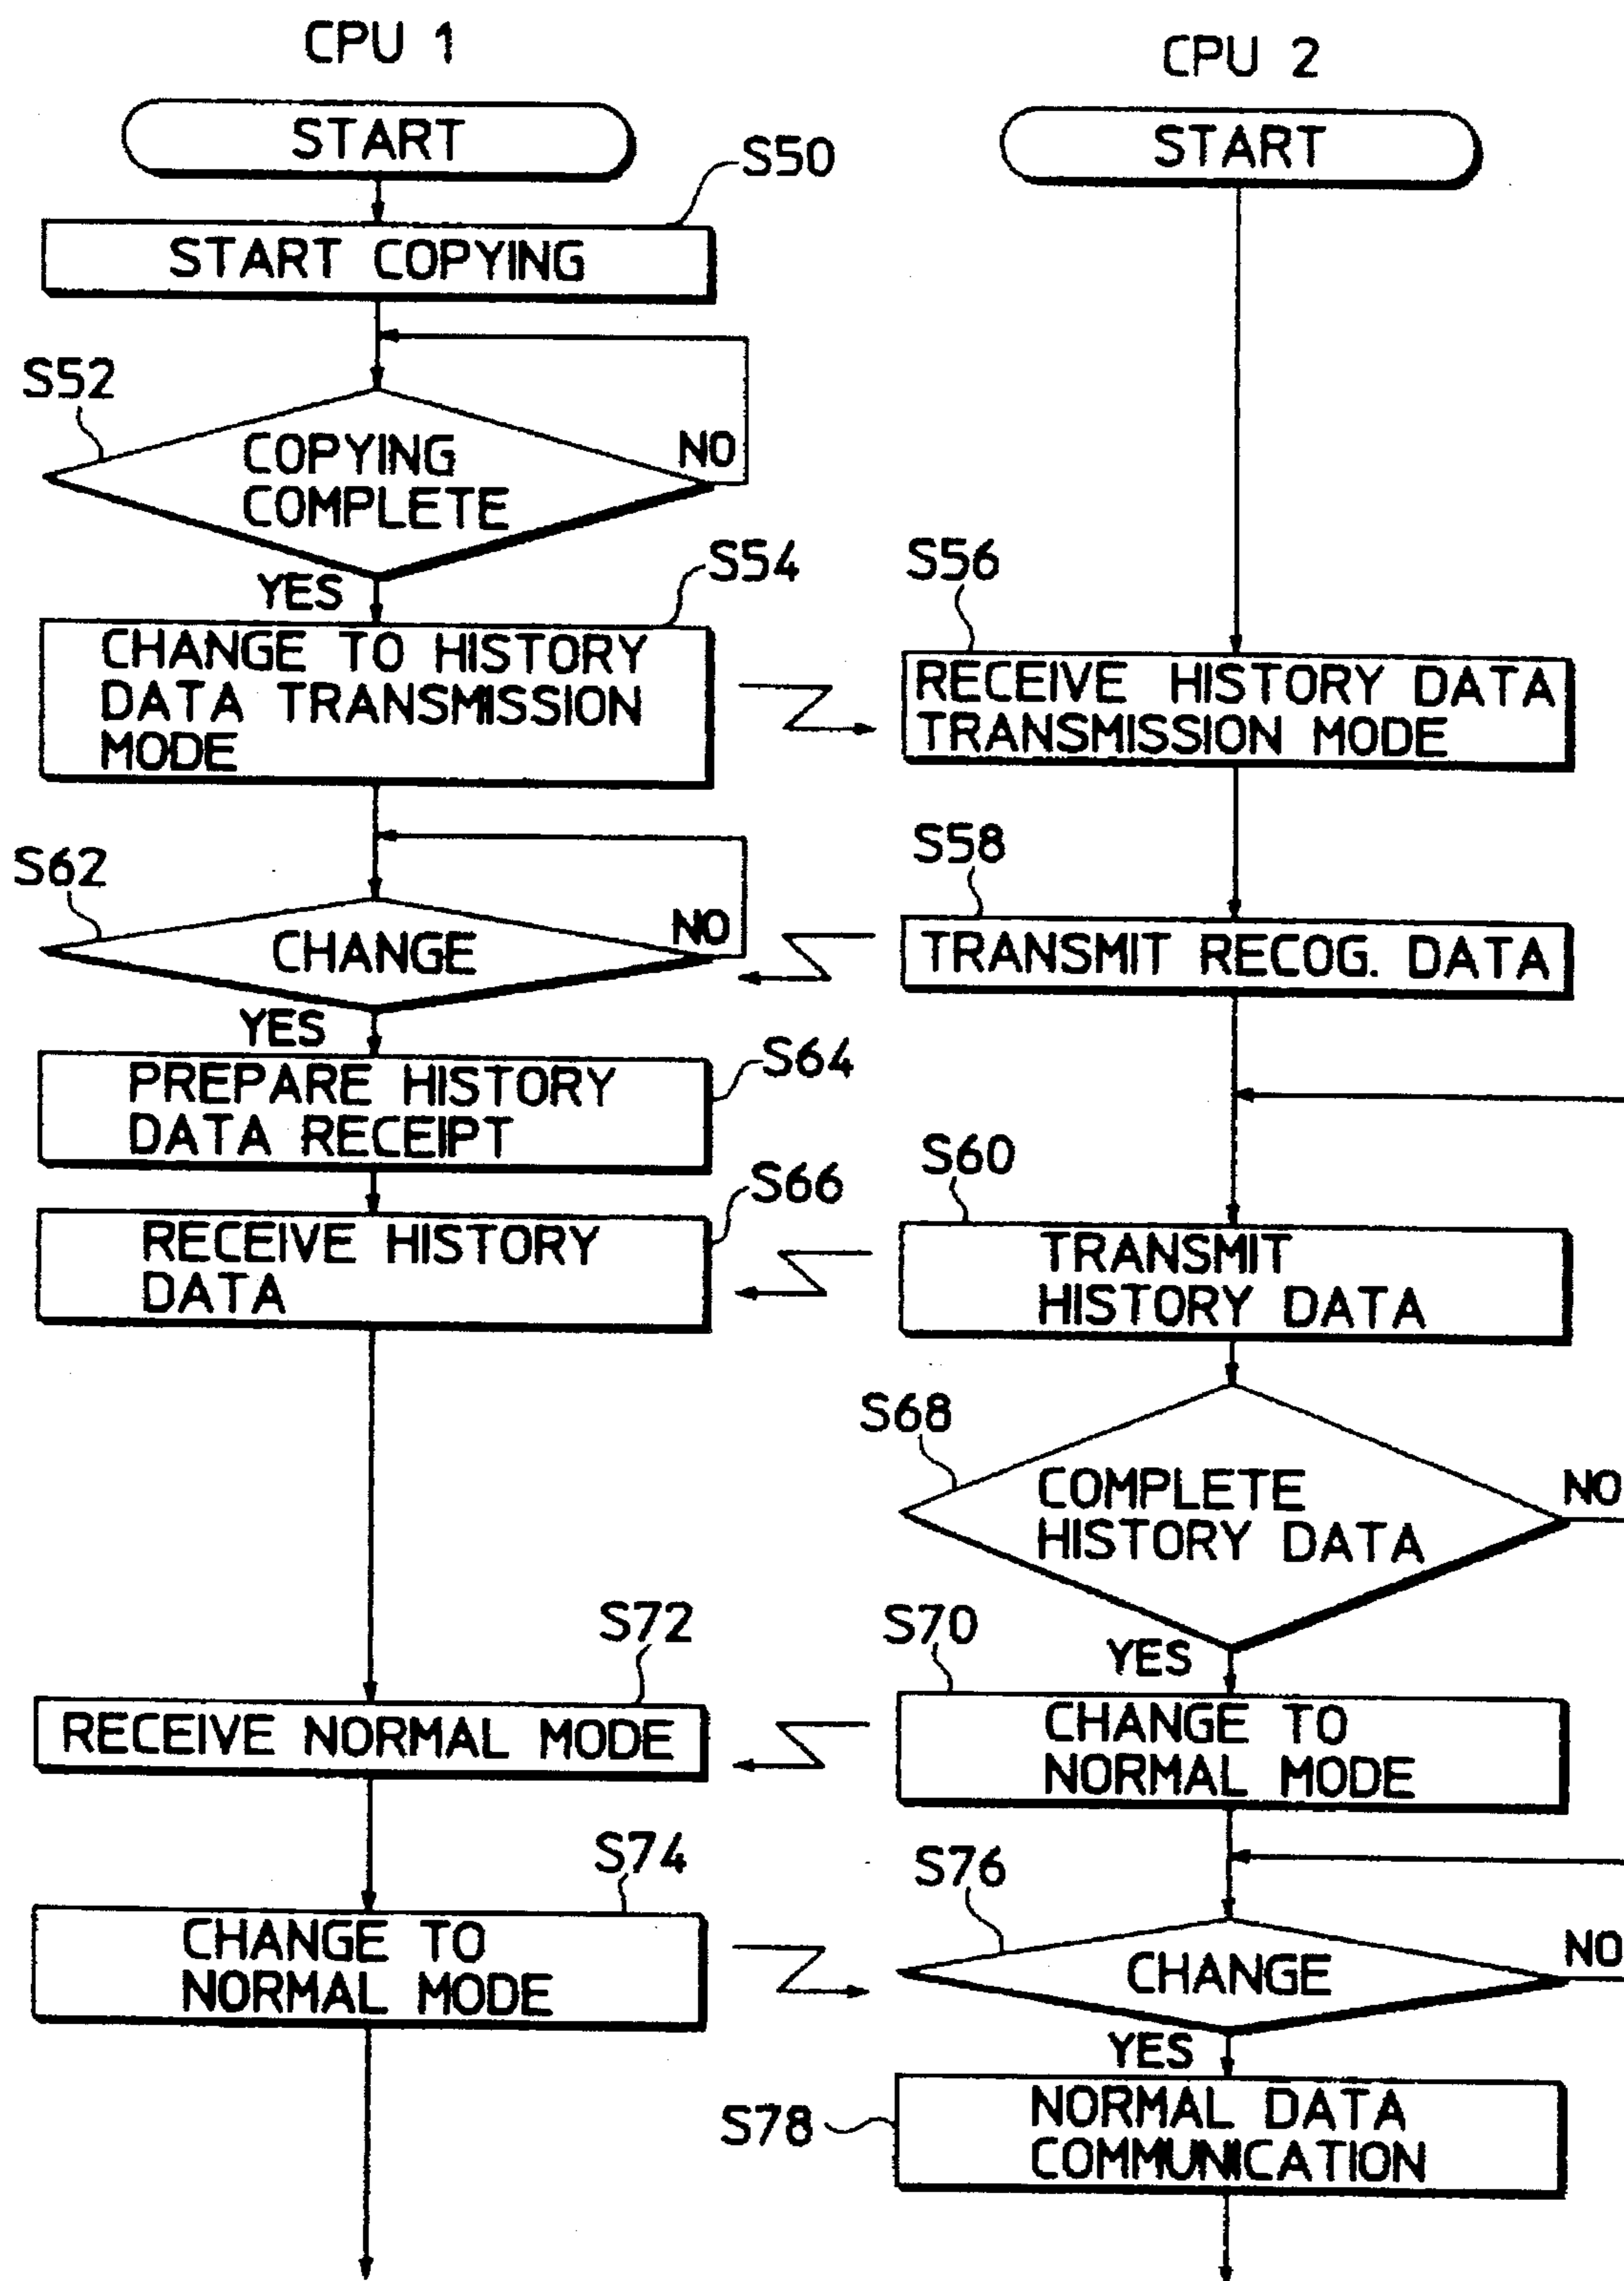 CPU 1
START
S50
START COPYING
S52
COPYING
COMPLETE
NO
YES
S54
CHANGE TO HISTORY
DATA TRANSMISSION
MODE
S62
CHANGE
NO
YES
S64
PREPARE HISTORY
DATA RECEIPT
S66
RECEIVE HISTORY
DATA
S72
RECEIVE NORMAL MODE
S74
CHANGE TO
NORMAL MODE
CPU 2
START
S56
RECEIVE HISTORY DATA
TRANSMISSION MODE
S58
TRANSMIT RECOG. DATA
S60
TRANSMIT
HISTORY DATA
S68
COMPLETE
HISTORY DATA
NO
YES
S70
CHANGE TO
NORMAL MODE
S76
CHANGE
NO
YES
S78
NORMAL DATA
COMMUNICATION